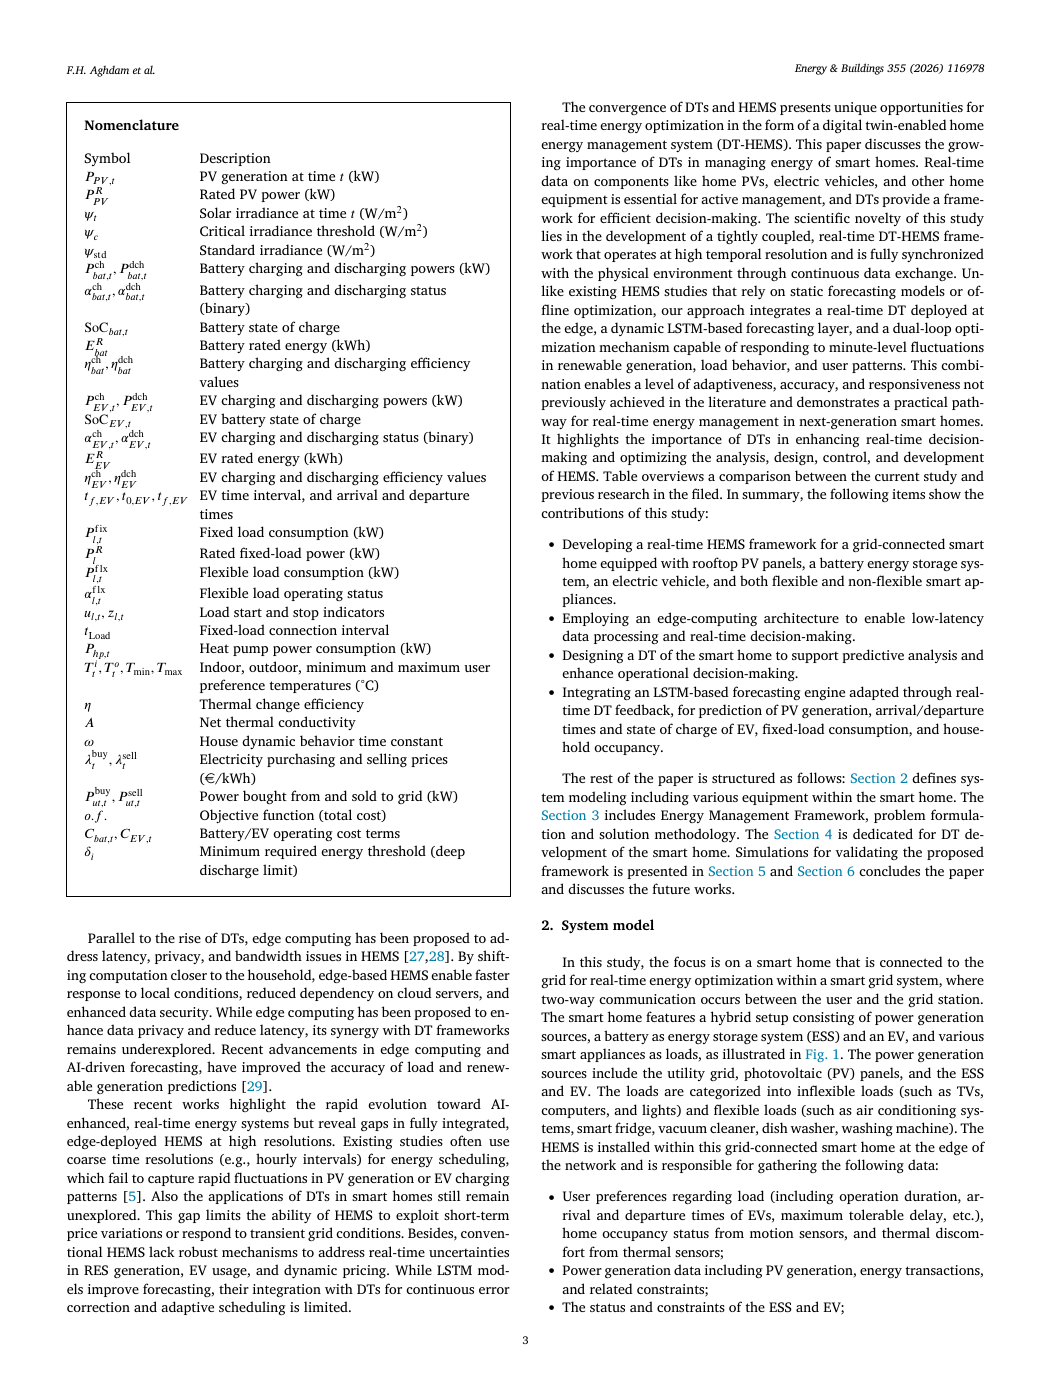 F.H. Aghdam et al.
Energy & Buildings 355 (2026) 116978
Nomenclature
Symbol Description
P_{PV,t} PV generation at time t (kW)
P^R_{PV} Rated PV power (kW)
ψ_t Solar irradiance at time t (W/m²)
ψ_c Critical irradiance threshold (W/m²)
ψ_{std} Standard irradiance (W/m²)
P^{ch}_{bat,t}, P^{dch}_{bat,t} Battery charging and discharging powers (kW)
α^{ch}_{bat,t}, α^{dch}_{bat,t} Battery charging and discharging status
(binary)
SoC_{bat,t} Battery state of charge
E^R_{bat} Battery rated energy (kWh)
η^{ch}_{bat}, η^{dch}_{bat} Battery charging and discharging efficiency
values
P^{ch}_{EV,t}, P^{dch}_{EV,t} EV charging and discharging powers (kW)
SoC_{EV,t} EV battery state of charge
α^{ch}_{EV,t}, α^{dch}_{EV,t} EV charging and discharging status (binary)
E^R_{EV} EV rated energy (kWh)
η^{ch}_{EV}, η^{dch}_{EV} EV charging and discharging efficiency values
t_{f,EV}, t_{0,EV}, t_{f,EV} EV time interval, and arrival and departure
times
P^{fix}_{l,t} Fixed load consumption (kW)
P^R_l Rated fixed-load power (kW)
P^{flx}_{l,t} Flexible load consumption (kW)
α^{flx}_{l,t} Flexible load operating status
u_{l,t}, z_{l,t} Load start and stop indicators
t_{Load} Fixed-load connection interval
P_{hp,t} Heat pump power consumption (kW)
T^i_t, T^o_t, T_{min}, T_{max} Indoor, outdoor, minimum and maximum user
preference temperatures (°C)
η Thermal change efficiency
A Net thermal conductivity
ω House dynamic behavior time constant
λ^{buy}_t, λ^{sell}_t Electricity purchasing and selling prices
(€/kWh)
P^{buy}_{ut,t}, P^{sell}_{ut,t} Power bought from and sold to grid (kW)
o.f. Objective function (total cost)
C_{bat,t}, C_{EV,t} Battery/EV operating cost terms
δ_i Minimum required energy threshold (deep
discharge limit)
Parallel to the rise of DTs, edge computing has been proposed to ad-
dress latency, privacy, and bandwidth issues in HEMS [27,28]. By shift-
ing computation closer to the household, edge-based HEMS enable faster
response to local conditions, reduced dependency on cloud servers, and
enhanced data security. While edge computing has been proposed to en-
hance data privacy and reduce latency, its synergy with DT frameworks
remains underexplored. Recent advancements in edge computing and
AI-driven forecasting, have improved the accuracy of load and renew-
able generation predictions [29].
These recent works highlight the rapid evolution toward AI-
enhanced, real-time energy systems but reveal gaps in fully integrated,
edge-deployed HEMS at high resolutions. Existing studies often use
coarse time resolutions (e.g., hourly intervals) for energy scheduling,
which fail to capture rapid fluctuations in PV generation or EV charging
patterns [5]. Also the applications of DTs in smart homes still remain
unexplored. This gap limits the ability of HEMS to exploit short-term
price variations or respond to transient grid conditions. Besides, conven-
tional HEMS lack robust mechanisms to address real-time uncertainties
in RES generation, EV usage, and dynamic pricing. While LSTM mod-
els improve forecasting, their integration with DTs for continuous error
correction and adaptive scheduling is limited.
The convergence of DTs and HEMS presents unique opportunities for
real-time energy optimization in the form of a digital twin-enabled home
energy management system (DT-HEMS). This paper discusses the grow-
ing importance of DTs in managing energy of smart homes. Real-time
data on components like home PVs, electric vehicles, and other home
equipment is essential for active management, and DTs provide a frame-
work for efficient decision-making. The scientific novelty of this study
lies in the development of a tightly coupled, real-time DT-HEMS frame-
work that operates at high temporal resolution and is fully synchronized
with the physical environment through continuous data exchange. Un-
like existing HEMS studies that rely on static forecasting models or of-
fline optimization, our approach integrates a real-time DT deployed at
the edge, a dynamic LSTM-based forecasting layer, and a dual-loop opti-
mization mechanism capable of responding to minute-level fluctuations
in renewable generation, load behavior, and user patterns. This combi-
nation enables a level of adaptiveness, accuracy, and responsiveness not
previously achieved in the literature and demonstrates a practical path-
way for real-time energy management in next-generation smart homes.
It highlights the importance of DTs in enhancing real-time decision-
making and optimizing the analysis, design, control, and development
of HEMS. Table overviews a comparison between the current study and
previous research in the filed. In summary, the following items show the
contributions of this study:
• Developing a real-time HEMS framework for a grid-connected smart
home equipped with rooftop PV panels, a battery energy storage sys-
tem, an electric vehicle, and both flexible and non-flexible smart ap-
pliances.
• Employing an edge-computing architecture to enable low-latency
data processing and real-time decision-making.
• Designing a DT of the smart home to support predictive analysis and
enhance operational decision-making.
• Integrating an LSTM-based forecasting engine adapted through real-
time DT feedback, for prediction of PV generation, arrival/departure
times and state of charge of EV, fixed-load consumption, and house-
hold occupancy.
The rest of the paper is structured as follows: Section 2 defines sys-
tem modeling including various equipment within the smart home. The
Section 3 includes Energy Management Framework, problem formula-
tion and solution methodology. The Section 4 is dedicated for DT de-
velopment of the smart home. Simulations for validating the proposed
framework is presented in Section 5 and Section 6 concludes the paper
and discusses the future works.
2. System model
In this study, the focus is on a smart home that is connected to the
grid for real-time energy optimization within a smart grid system, where
two-way communication occurs between the user and the grid station.
The smart home features a hybrid setup consisting of power generation
sources, a battery as energy storage system (ESS) and an EV, and various
smart appliances as loads, as illustrated in Fig. 1. The power generation
sources include the utility grid, photovoltaic (PV) panels, and the ESS
and EV. The loads are categorized into inflexible loads (such as TVs,
computers, and lights) and flexible loads (such as air conditioning sys-
tems, smart fridge, vacuum cleaner, dish washer, washing machine). The
HEMS is installed within this grid-connected smart home at the edge of
the network and is responsible for gathering the following data:
• User preferences regarding load (including operation duration, ar-
rival and departure times of EVs, maximum tolerable delay, etc.),
home occupancy status from motion sensors, and thermal discom-
fort from thermal sensors;
• Power generation data including PV generation, energy transactions,
and related constraints;
• The status and constraints of the ESS and EV;
3